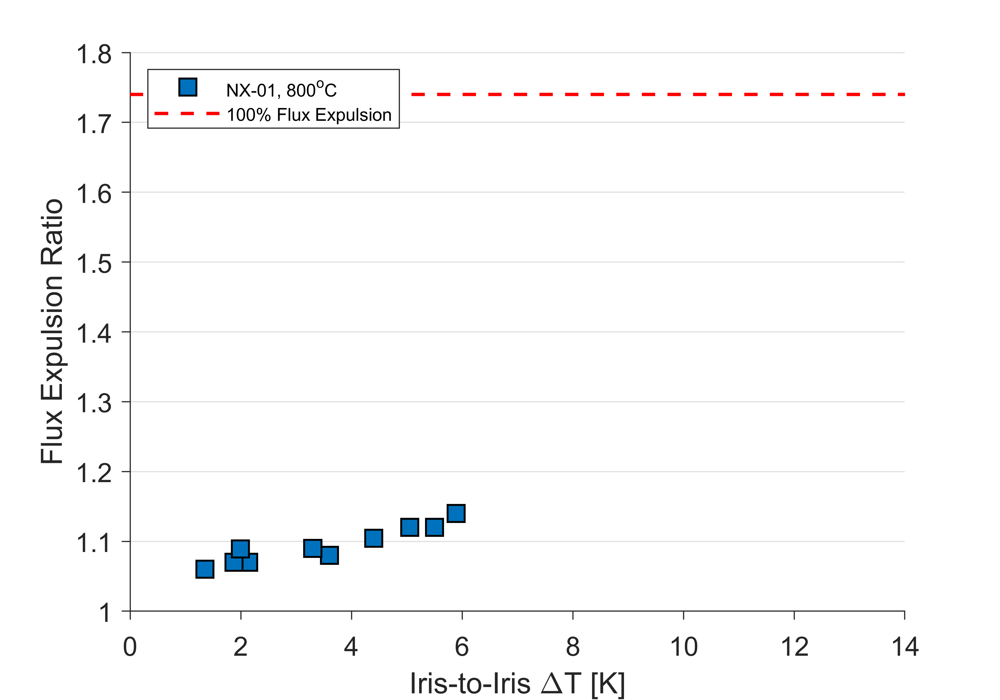 1.8
1.7
1.6
1.5
1.4
1.3
1.2
1.1
1
Flux Expulsion Ratio
NX-01, 800°C
100% Flux Expulsion
0 2 4 6 8 10 12 14
Iris-to-Iris ΔT [K]